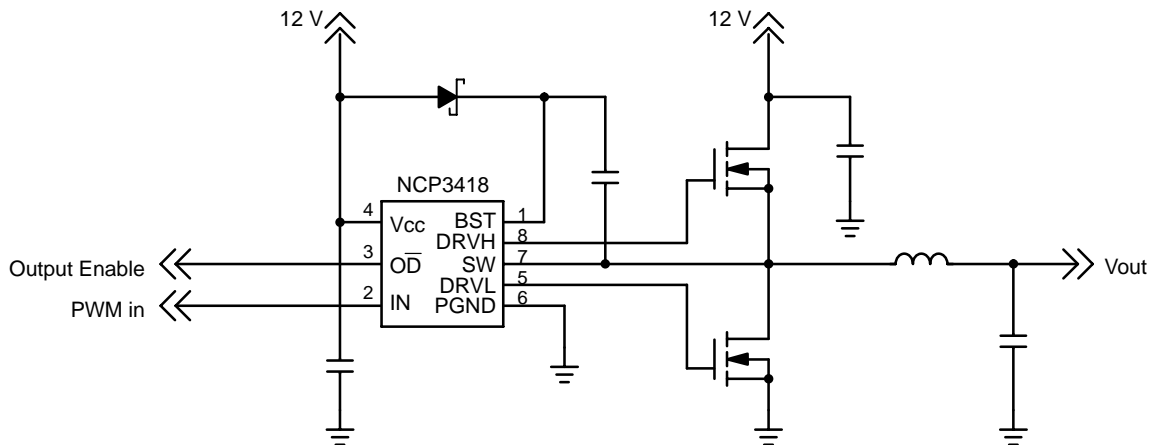 12 V
12 V
NCP3418
4
Vcc
BST
1
DRVH
8
Output Enable
3
OD̅
SW
7
DRVL
5
PWM in
2
IN
PGND
6
Vout